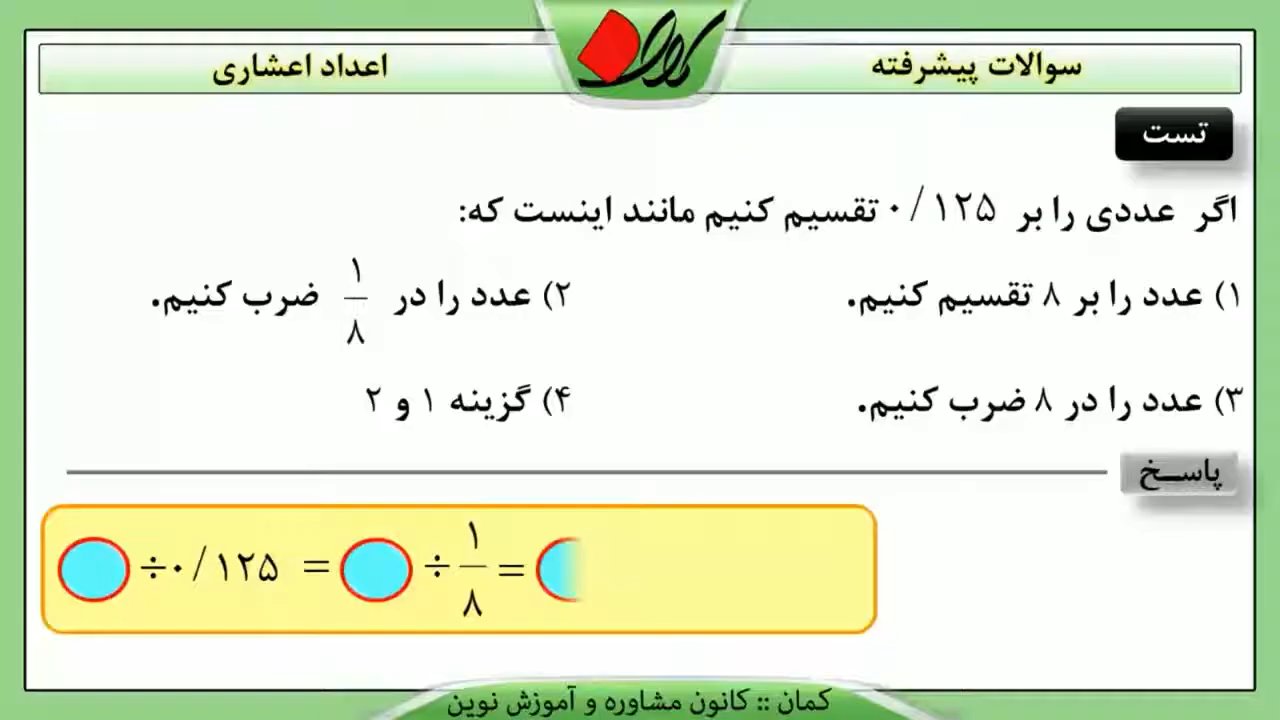 سوالات پیشرفته
اعداد اعشاری
کمان
تست
اگر عددی را بر ۰/۱۲۵ تقسیم کنیم مانند اینست که:
۱) عدد را بر ۸ تقسیم کنیم.
۲) عدد را در ۱/۸ ضرب کنیم.
۳) عدد را در ۸ ضرب کنیم.
۴) گزینه ۱ و ۲
پاسـخ
÷۰/۱۲۵ = ÷ ۱/۸ =
کمان :: کانون مشاوره و آموزش نوین